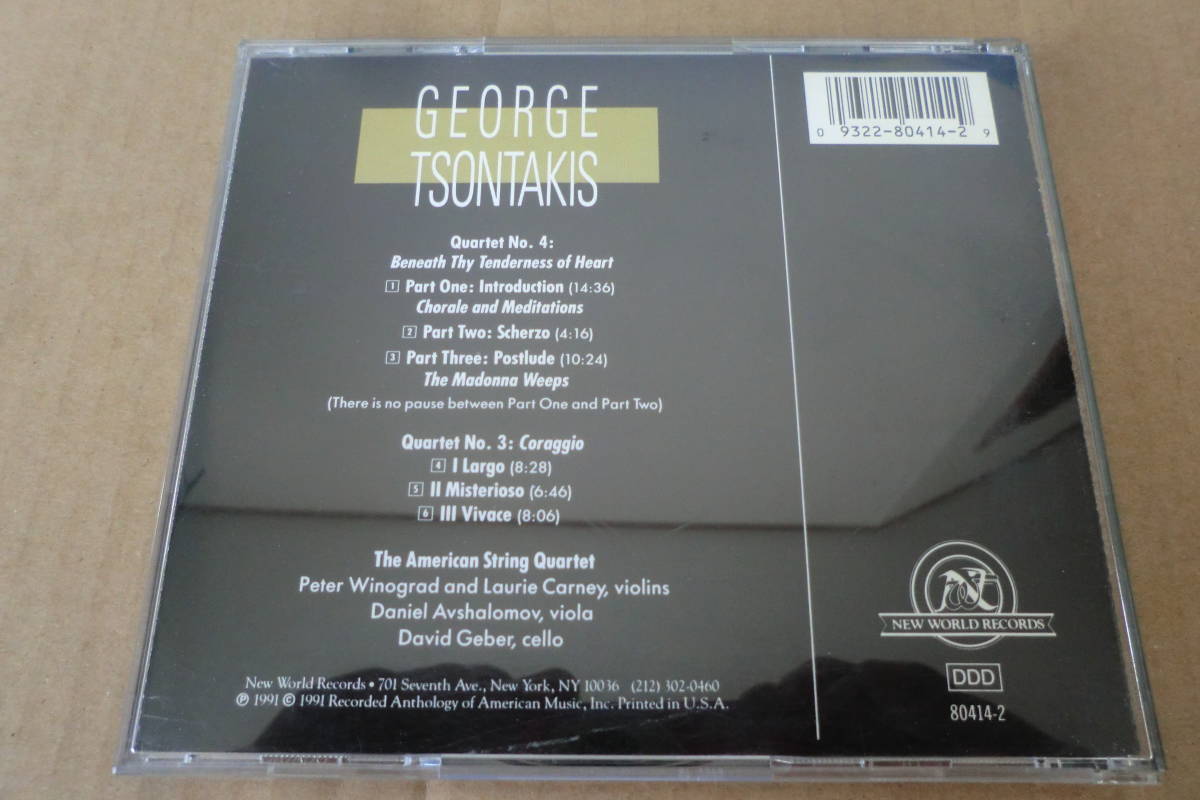 GEORGE
TSONTAKIS
Quartet No. 4:
Beneath Thy Tenderness of Heart
1 Part One: Introduction (14:36)
Chorale and Meditations
2 Part Two: Scherzo (4:16)
3 Part Three: Postlude (10:24)
The Madonna Weeps
(There is no pause between Part One and Part Two)
Quartet No. 3: Coraggio
4 I Largo (8:28)
5 II Misterioso (6:46)
6 III Vivace (8:06)
The American String Quartet
Peter Winograd and Laurie Carney, violins
Daniel Avshalomov, viola
David Geber, cello
New World Records • 701 Seventh Ave., New York, NY 10036 (212) 302-0460
℗ 1991 © 1991 Recorded Anthology of American Music, Inc. Printed in U.S.A.
0 9322-80414-2 9
NEW WORLD RECORDS
DDD
80414-2